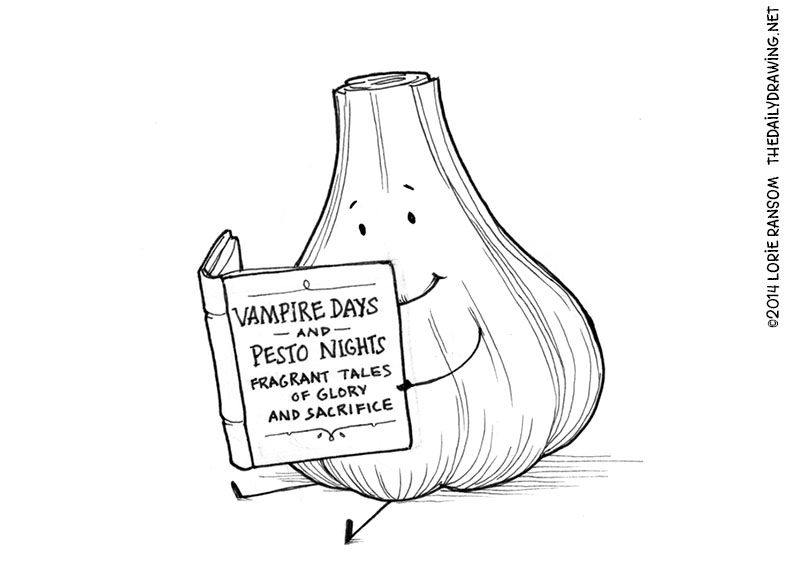 VAMPIRE DAYS
— AND —
PESTO NIGHTS
FRAGRANT TALES
OF GLORY
AND SACRIFICE
©2014 LORIE RANSOM THEDAILYDRAWING.NET